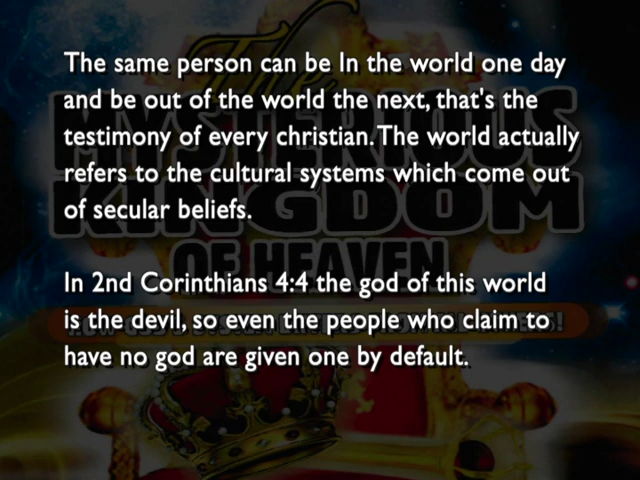 The same person can be In the world one day
and be out of the world the next, that's the
testimony of every christian. The world actually
refers to the cultural systems which come out
of secular beliefs.
In 2nd Corinthians 4:4 the god of this world
is the devil, so even the people who claim to
have no god are given one by default.
The
MYSTERIOUS
KINGDOM
OF HEAVEN